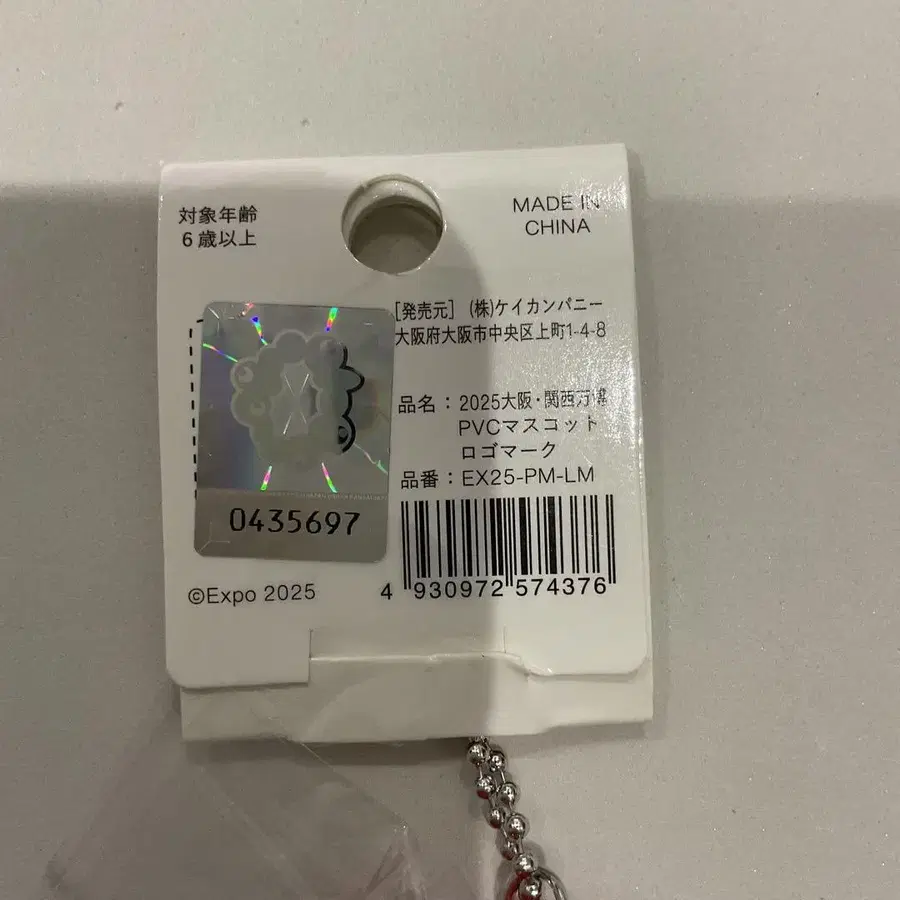 対象年齢
6歳以上
MADE IN
CHINA
[発売元] (株)ケイカンパニー
大阪府大阪市中央区上町1-4-8
品名：2025大阪・関西万博
PVCマスコット
ロゴマーク
品番：EX25-PM-LM
0435697
©Expo 2025
4 930972 574376